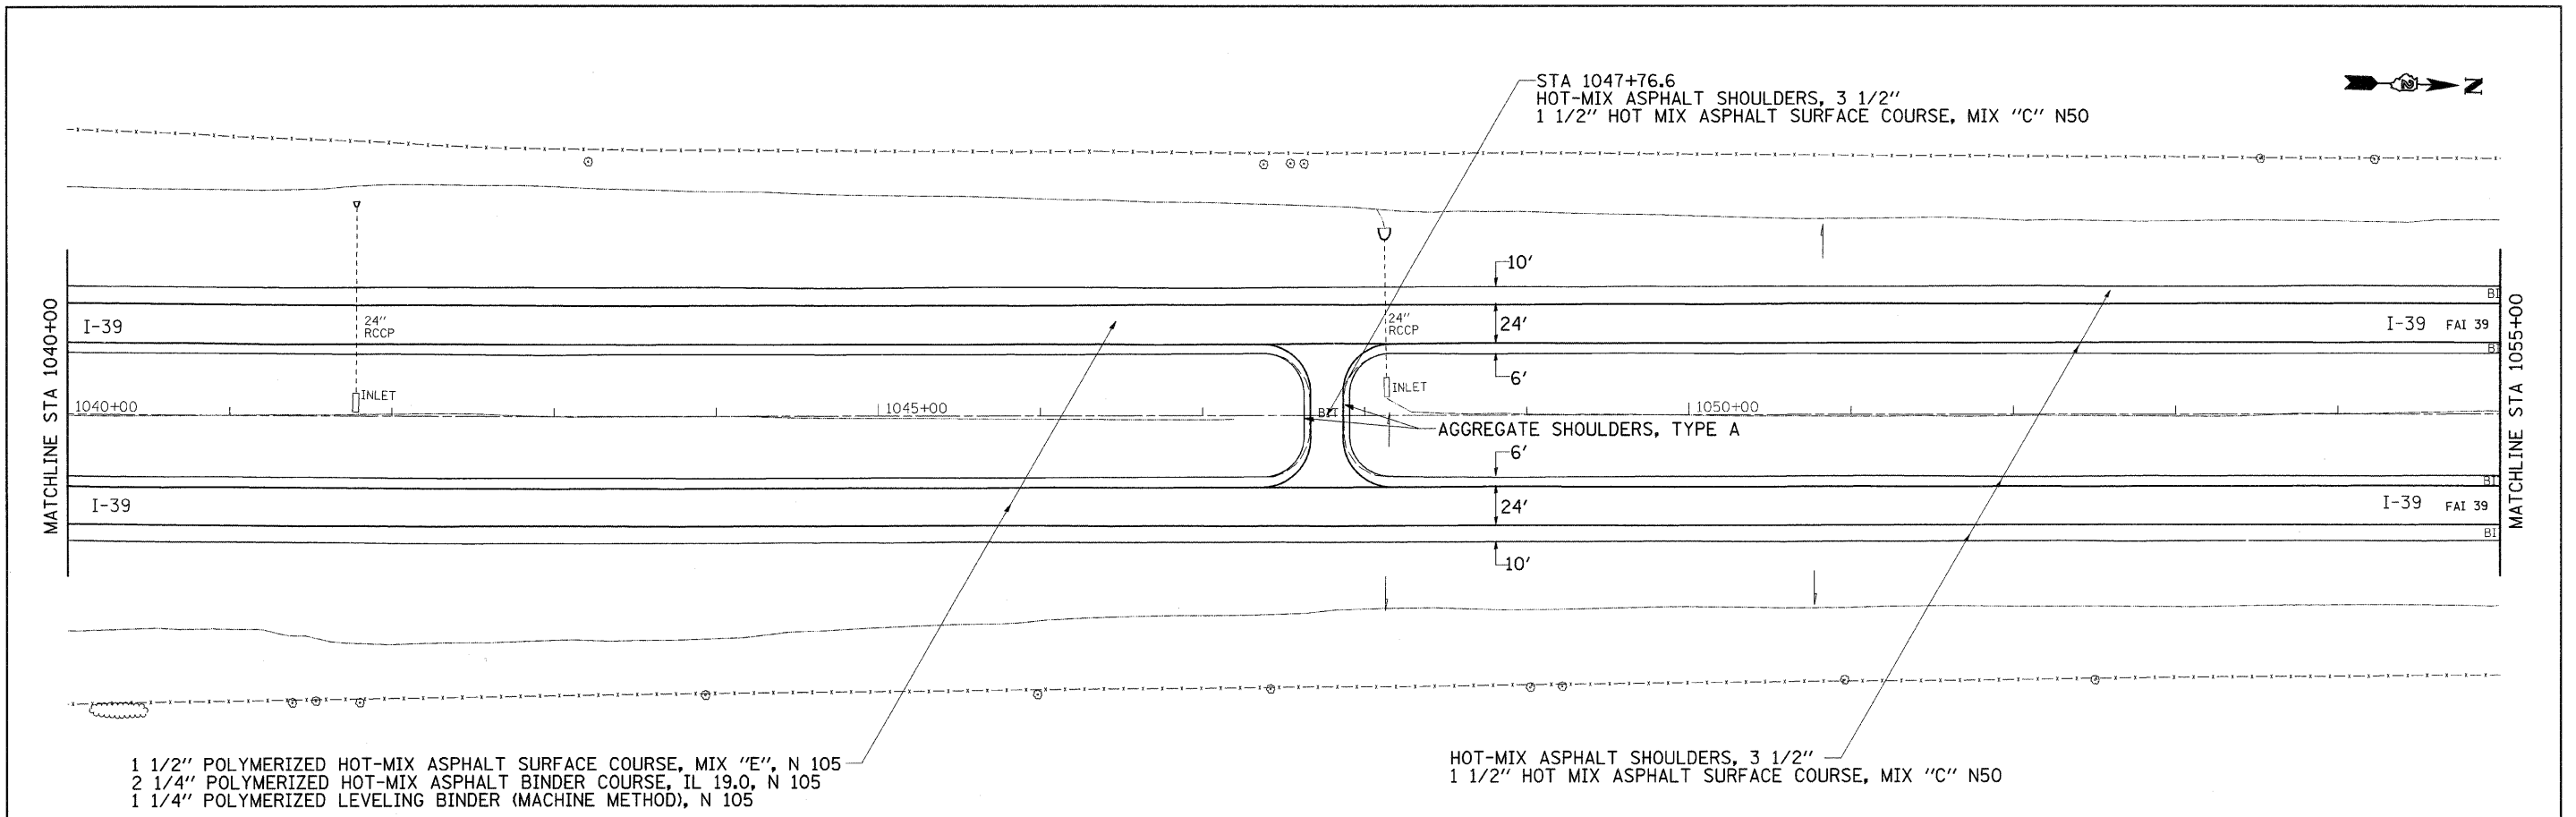 STA 1047+76.6
HOT-MIX ASPHALT SHOULDERS, 3 1/2"
1 1/2" HOT MIX ASPHALT SURFACE COURSE, MIX "C" N50
N
10'
I-39
24"
RCCP
24"
RCCP
24'
I-39 FAI 39
BI
BI
6'
INLET
INLET
MATCHLINE STA 1040+00
MATCHLINE STA 1055+00
1040+00
1045+00
BIT
1050+00
AGGREGATE SHOULDERS, TYPE A
6'
BI
I-39
24'
I-39 FAI 39
BI
10'
1 1/2" POLYMERIZED HOT-MIX ASPHALT SURFACE COURSE, MIX "E", N 105
2 1/4" POLYMERIZED HOT-MIX ASPHALT BINDER COURSE, IL 19.0, N 105
1 1/4" POLYMERIZED LEVELING BINDER (MACHINE METHOD), N 105
HOT-MIX ASPHALT SHOULDERS, 3 1/2"
1 1/2" HOT MIX ASPHALT SURFACE COURSE, MIX "C" N50